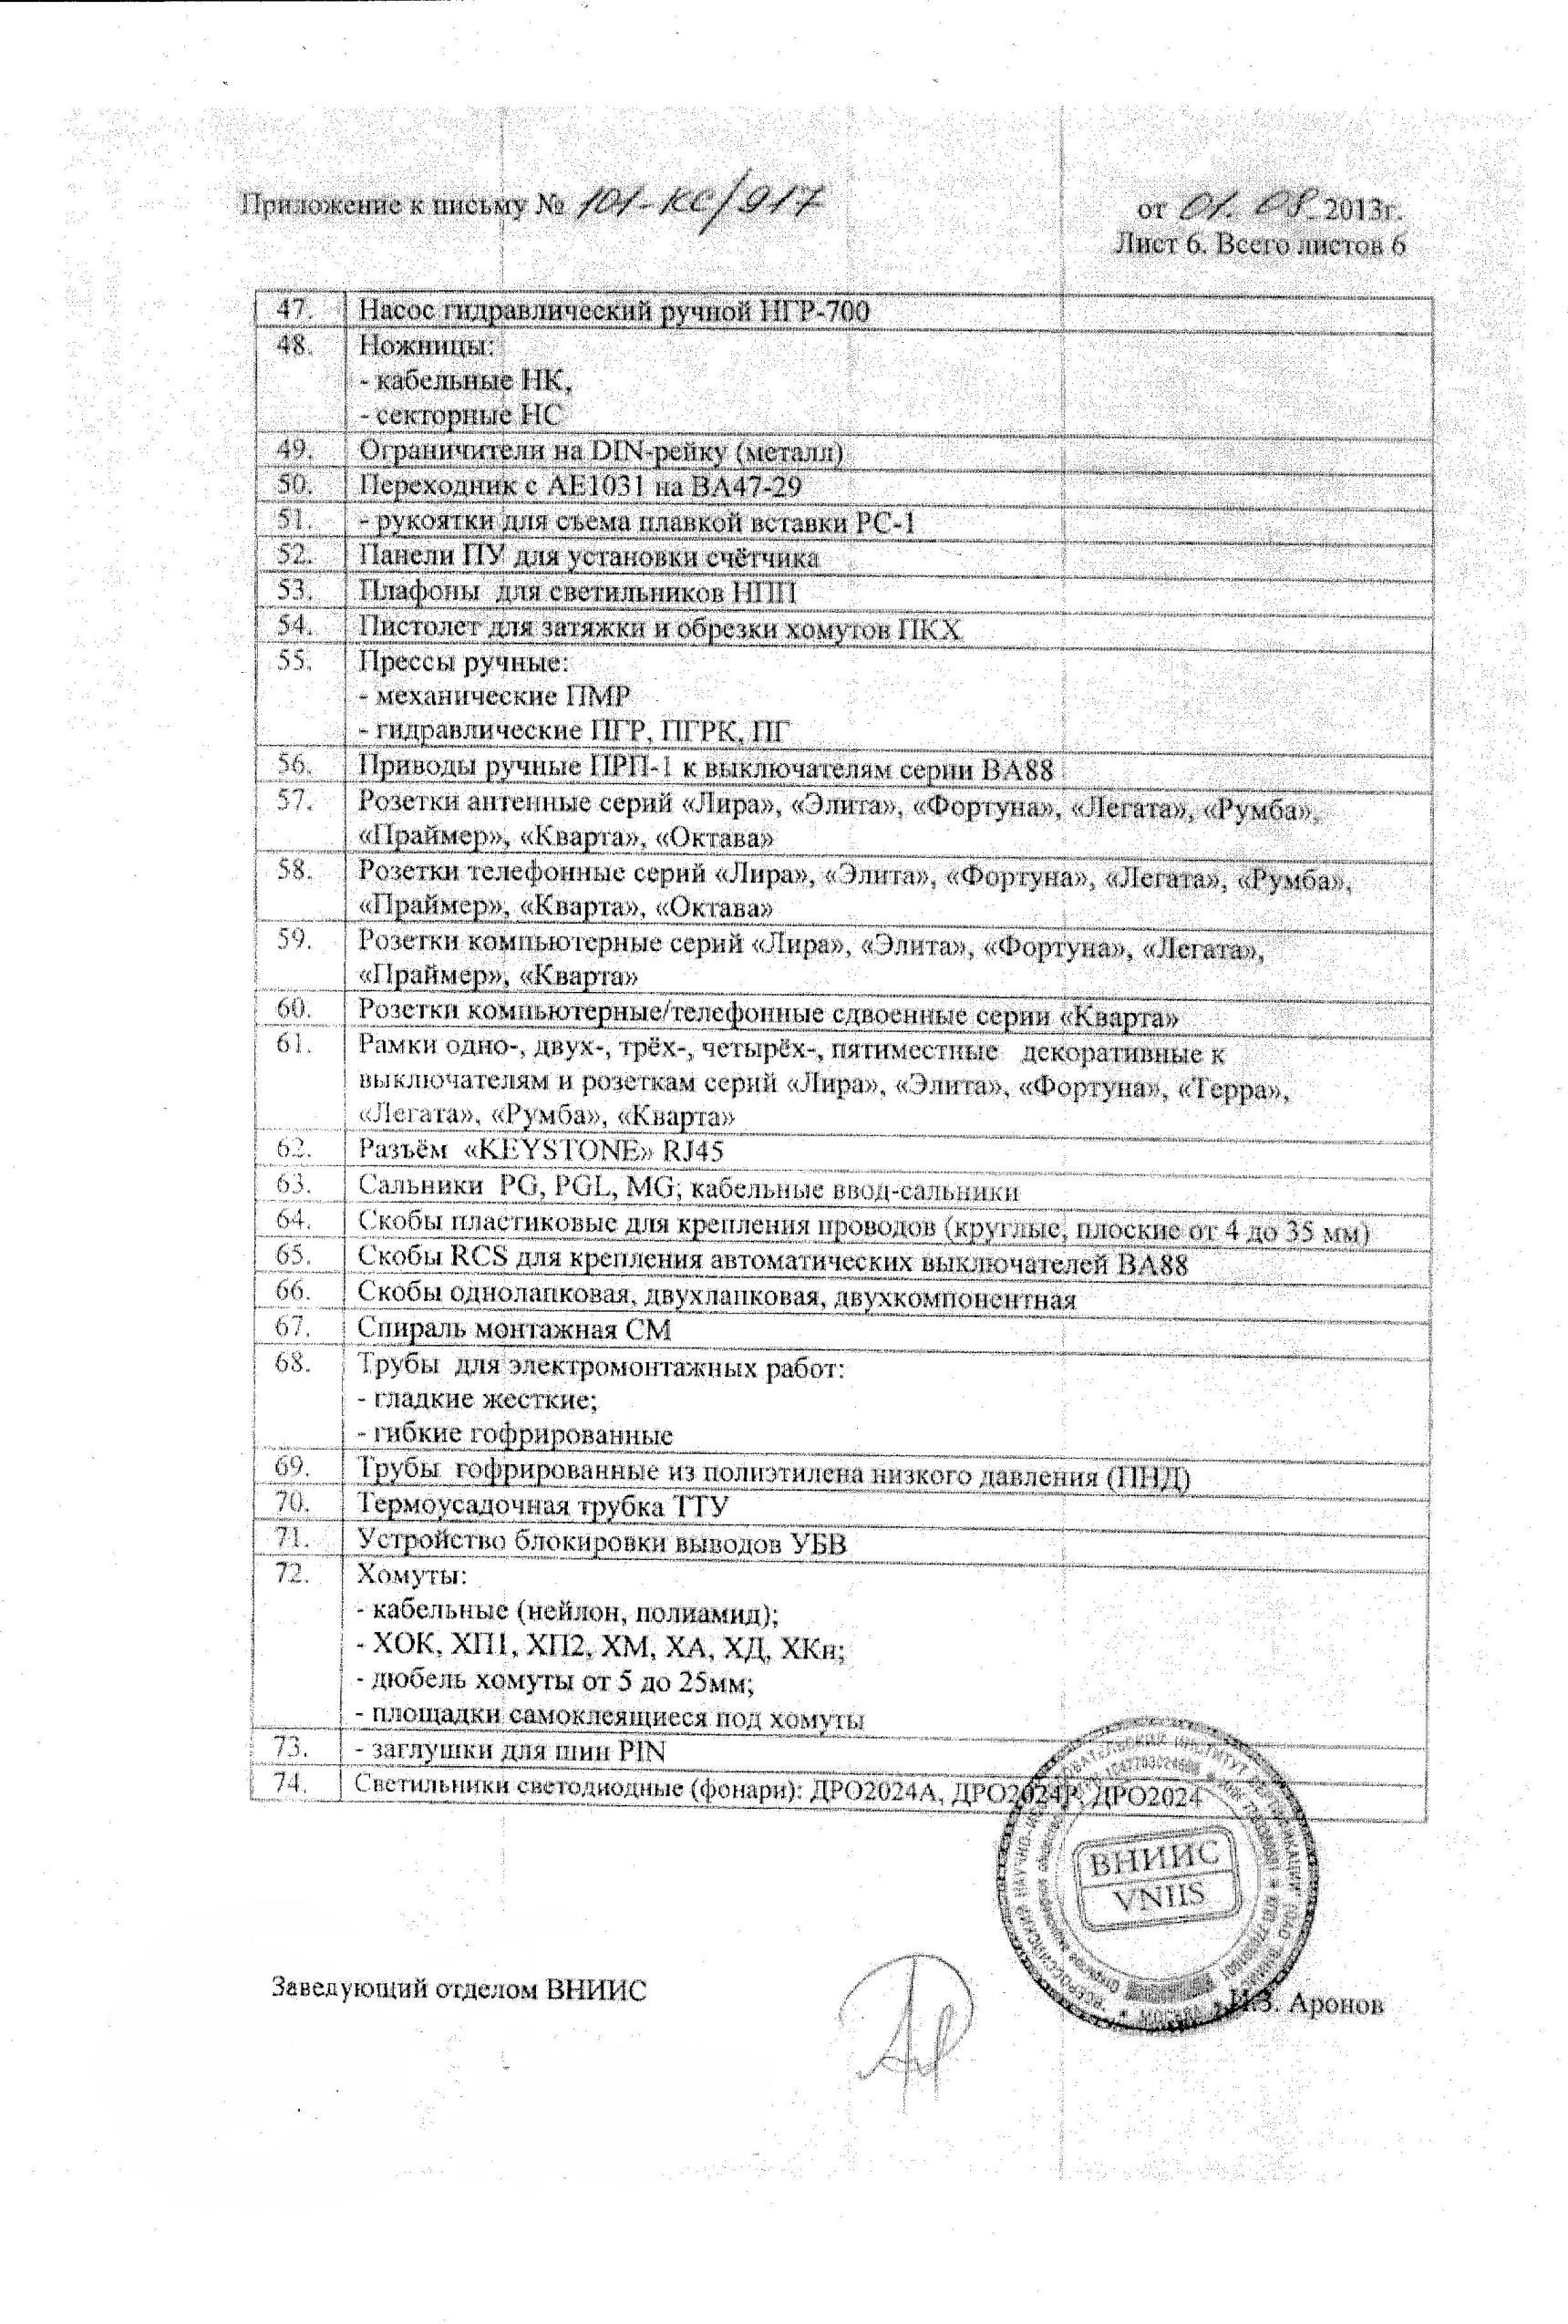 Приложение к письму № 101-КС/917
от 01. 08. 2013г.
Лист 6. Всего листов 6
47. Насос гидравлический ручной НГР-700
48. Ножницы:
- кабельные НК,
- секторные НС
49. Ограничители на DIN-рейку (металл)
50. Переходник с АЕ1031 на ВА47-29
51. - рукоятки для съема плавкой вставки РС-1
52. Панели ПУ для установки счётчика
53. Плафоны для светильников НПП
54. Пистолет для затяжки и обрезки хомутов ПКХ
55. Прессы ручные:
- механические ПМР
- гидравлические ПГР, ПГРК, ПГ
56. Приводы ручные ПРП-1 к выключателям серии ВА88
57. Розетки антенные серий «Лира», «Элита», «Фортуна», «Легата», «Румба»,
«Праймер», «Кварта», «Октава»
58. Розетки телефонные серий «Лира», «Элита», «Фортуна», «Легата», «Румба»,
«Праймер», «Кварта», «Октава»
59. Розетки компьютерные серий «Лира», «Элита», «Фортуна», «Легата»,
«Праймер», «Кварта»
60. Розетки компьютерные/телефонные сдвоенные серии «Кварта»
61. Рамки одно-, двух-, трёх-, четырёх-, пятиместные декоративные к
выключателям и розеткам серий «Лира», «Элита», «Фортуна», «Терра»,
«Легата», «Румба», «Кварта»
62. Разъём «KEYSTONE» RJ45
63. Сальники PG, PGL, MG; кабельные ввод-сальники
64. Скобы пластиковые для крепления проводов (круглые, плоские от 4 до 35 мм)
65. Скобы RCS для крепления автоматических выключателей ВА88
66. Скобы однолапковая, двухлапковая, двухкомпонентная
67. Спираль монтажная СМ
68. Трубы для электромонтажных работ:
- гладкие жесткие;
- гибкие гофрированные
69. Трубы гофрированные из полиэтилена низкого давления (ПНД)
70. Термоусадочная трубка ТТУ
71. Устройство блокировки выводов УБВ
72. Хомуты:
- кабельные (нейлон, полиамид);
- ХОК, ХП1, ХП2, ХМ, ХА, ХД, ХКн;
- дюбель хомуты от 5 до 25мм;
- площадки самоклеящиеся под хомуты
73. - заглушки для шин PIN
74. Светильники светодиодные (фонари): ДРО2024А, ДРО2024Р, ДРО2024
ВНИИС
VNIIS
МОСКВА
Заведующий отделом ВНИИС
И.З. Аронов